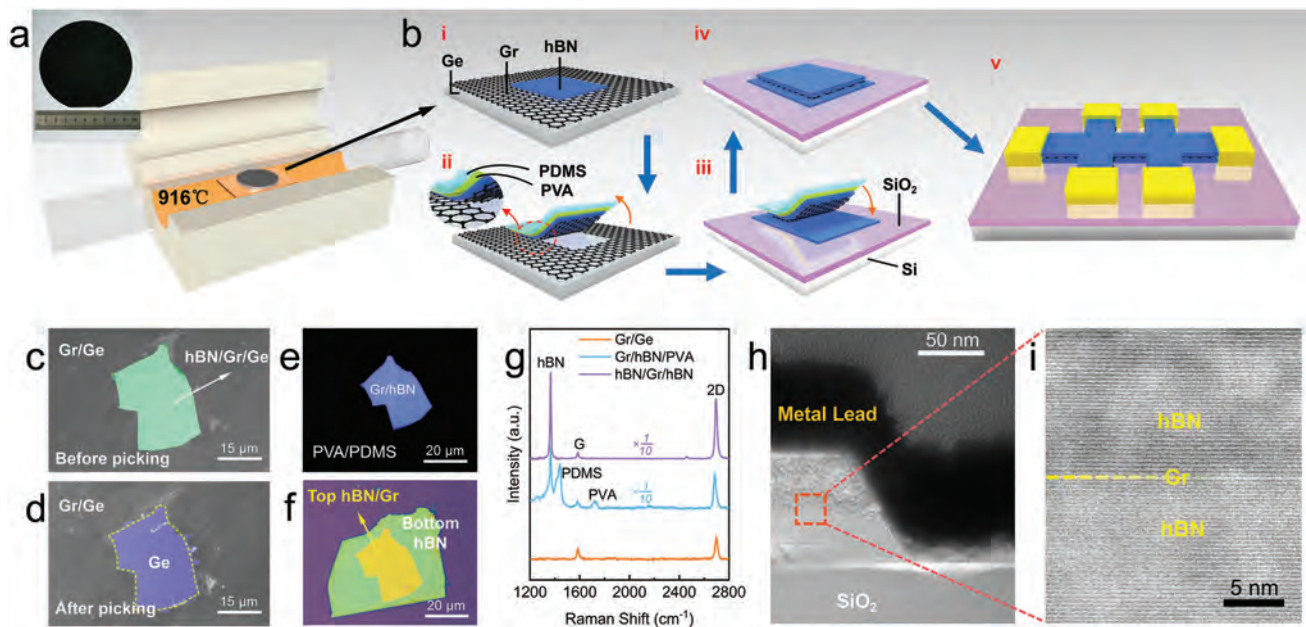 a
916℃
b
i
Ge
Gr
hBN
ii
PDMS
PVA
iii
SiO₂
Si
iv
v
c
Gr/Ge
hBN/Gr/Ge
Before picking
15 μm
d
Gr/Ge
Ge
After picking
15 μm
e
Gr/hBN
PVA/PDMS
20 μm
f
Top hBN/Gr
Bottom
hBN
20 μm
g
Gr/Ge
Gr/hBN/PVA
hBN/Gr/hBN
hBN
2D
G
×1/10
PDMS
PVA
×1/10
Intensity (a.u.)
1200 1600 2000 2400 2800
Raman Shift (cm⁻¹)
h
50 nm
Metal Lead
SiO₂
i
hBN
Gr
hBN
5 nm